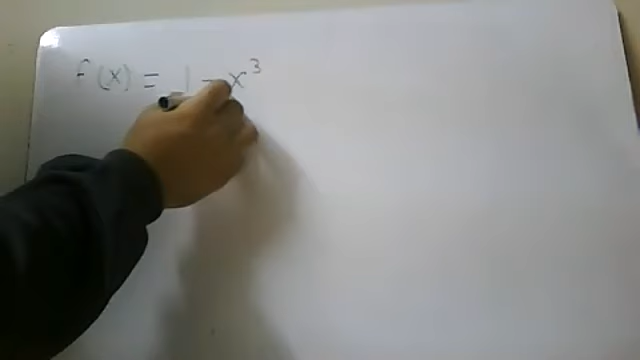 f(x) = 1 - x³